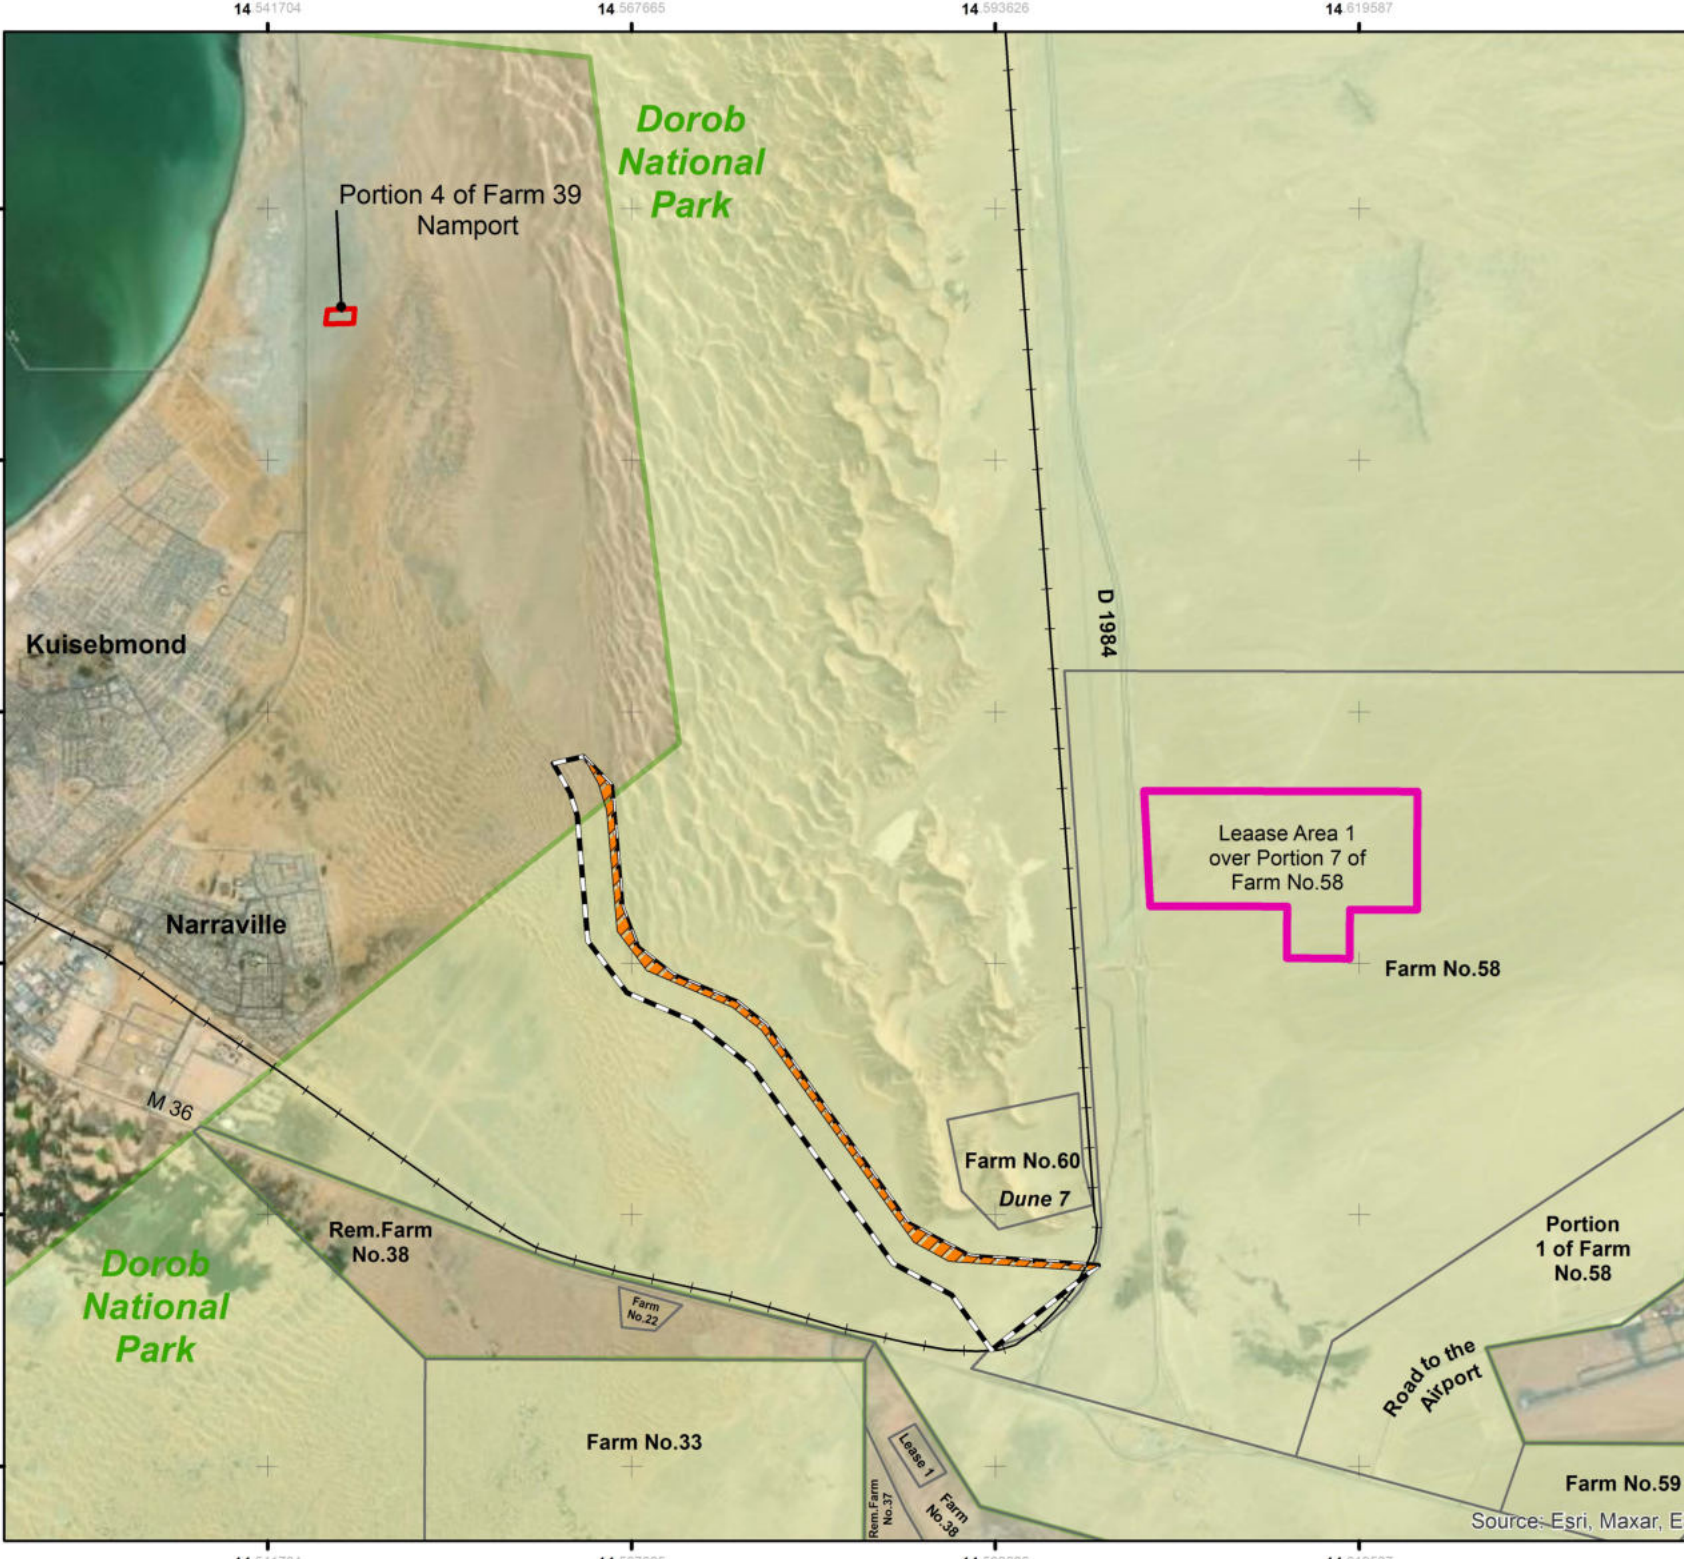 14.541704
14.567665
14.593626
14.619587
Dorob
National
Park
Portion 4 of Farm 39
Namport
D 1984
Kuisebmond
Leaase Area 1
over Portion 7 of
Farm No.58
Narraville
Farm No.58
M 36
Farm No.60
Dune 7
Rem.Farm
No.38
Portion
1 of Farm
No.58
Dorob
National
Park
Farm
No.22
Road to the
Airport
Farm No.33
Lease 1
Farm No.59
Rem.Farm
No.37
Farm
No.38
Source: Esri, Maxar, E